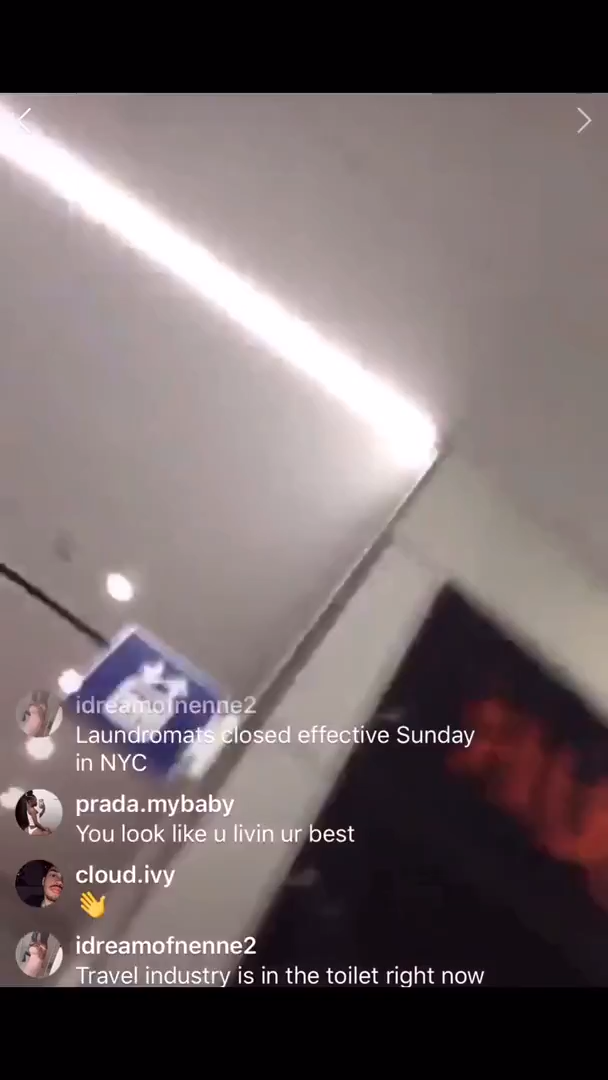 idreamofnenne2
Laundromats closed effective Sunday
in NYC
prada.mybaby
You look like u livin ur best
cloud.ivy
👋
idreamofnenne2
Travel industry is in the toilet right now